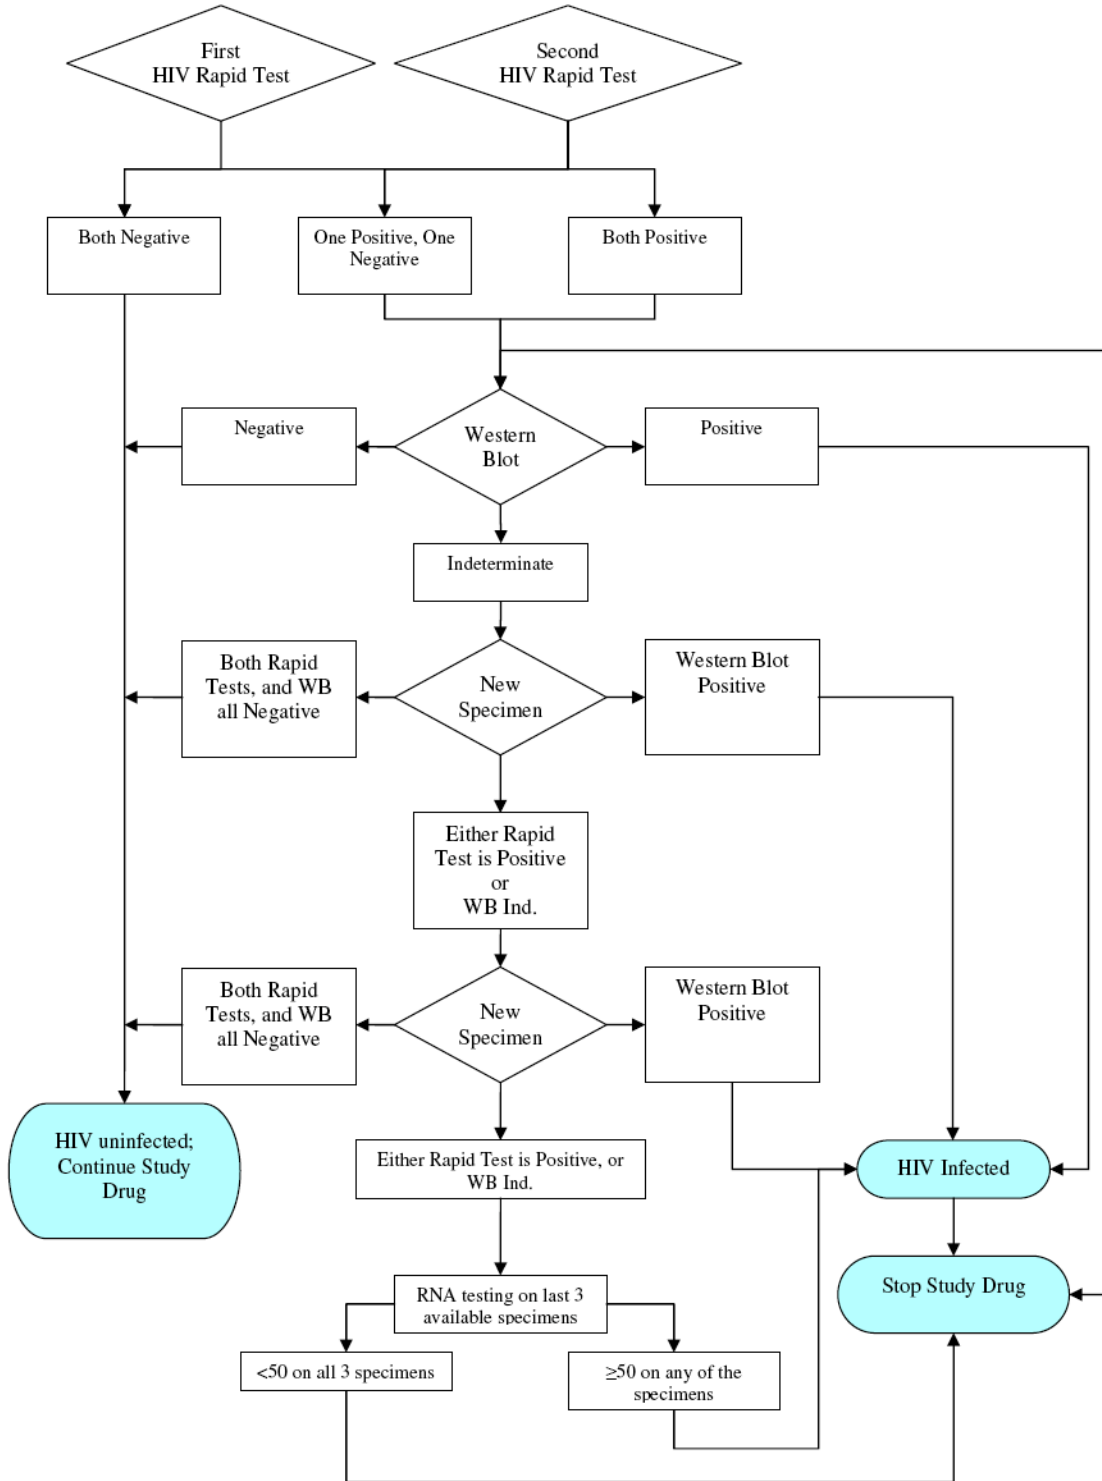 First
HIV Rapid Test
Second
HIV Rapid Test
Both Negative
One Positive, One
Negative
Both Positive
Negative
Western
Blot
Positive
Indeterminate
Both Rapid
Tests, and WB
all Negative
New
Specimen
Western Blot
Positive
Either Rapid
Test is Positive
or
WB Ind.
Both Rapid
Tests, and WB
all Negative
New
Specimen
Western Blot
Positive
HIV uninfected;
Continue Study
Drug
Either Rapid Test is Positive, or
WB Ind.
HIV Infected
RNA testing on last 3
available specimens
Stop Study Drug
<50 on all 3 specimens
≥50 on any of the
specimens